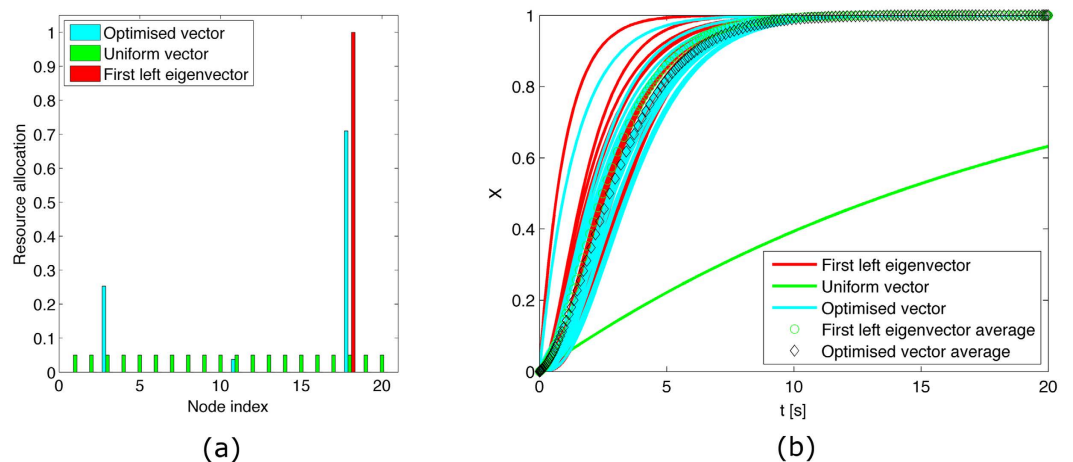 1
0.9
0.8
0.7
0.6
0.5
0.4
0.3
0.2
0.1
0
Resource allocation
Optimised vector
Uniform vector
First left eigenvector
0 5 10 15 20
Node index
(a)
1
0.8
0.6
0.4
0.2
0
X
First left eigenvector
Uniform vector
Optimised vector
First left eigenvector average
Optimised vector average
0 5 10 15 20
t [s]
(b)